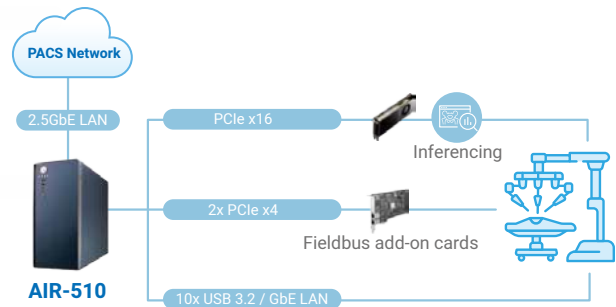 PACS Network
2.5GbE LAN
PCIe x16
Inferencing
2x PCIe x4
Fieldbus add-on cards
AIR-510
10x USB 3.2 / GbE LAN